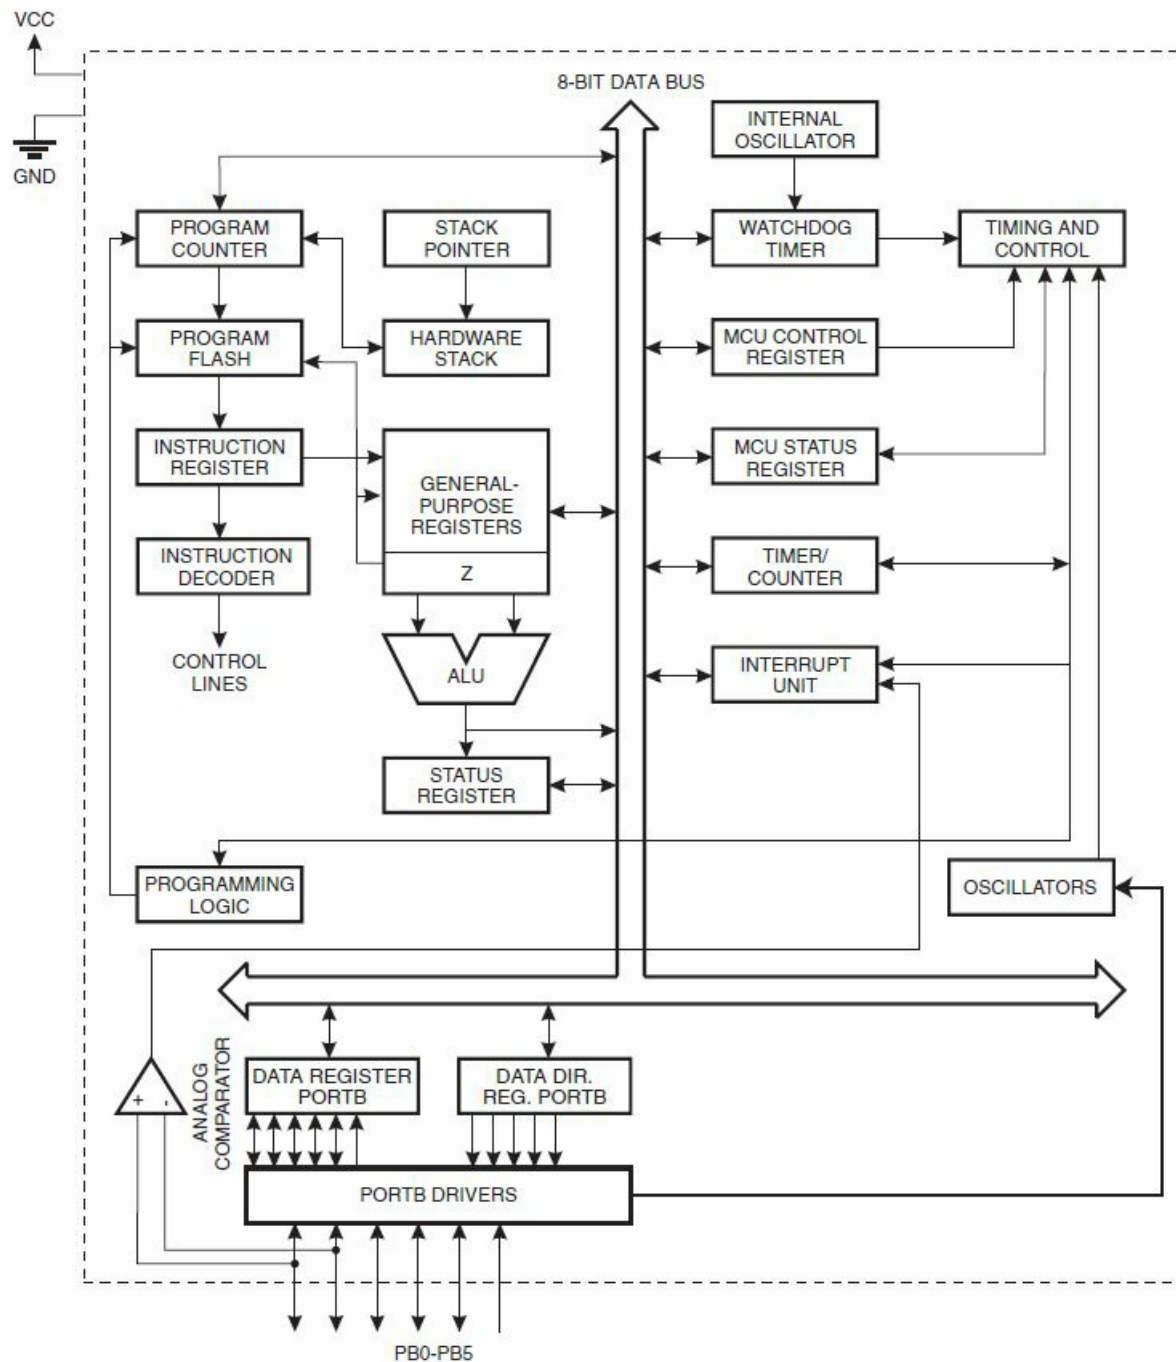 VCC
GND
8-BIT DATA BUS
INTERNAL
OSCILLATOR
PROGRAM
COUNTER
STACK
POINTER
WATCHDOG
TIMER
TIMING AND
CONTROL
PROGRAM
FLASH
HARDWARE
STACK
MCU CONTROL
REGISTER
INSTRUCTION
REGISTER
GENERAL-
PURPOSE
REGISTERS
Z
MCU STATUS
REGISTER
INSTRUCTION
DECODER
TIMER/
COUNTER
CONTROL
LINES
ALU
INTERRUPT
UNIT
STATUS
REGISTER
PROGRAMMING
LOGIC
OSCILLATORS
+ -
ANALOG
COMPARATOR
DATA REGISTER
PORTB
DATA DIR.
REG. PORTB
PORTB DRIVERS
PB0-PB5